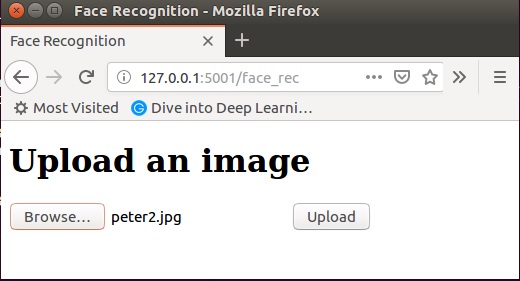 Face Recognition - Mozilla Firefox
Face Recognition
127.0.0.1:5001/face_rec
Most Visited Dive into Deep Learni...
Upload an image
Browse... peter2.jpg Upload